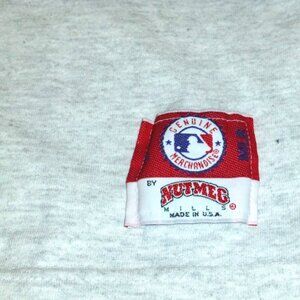 GENUINE
MERCHANDISE®
BY
NUTMEG
MILLS®
MADE IN U.S.A.